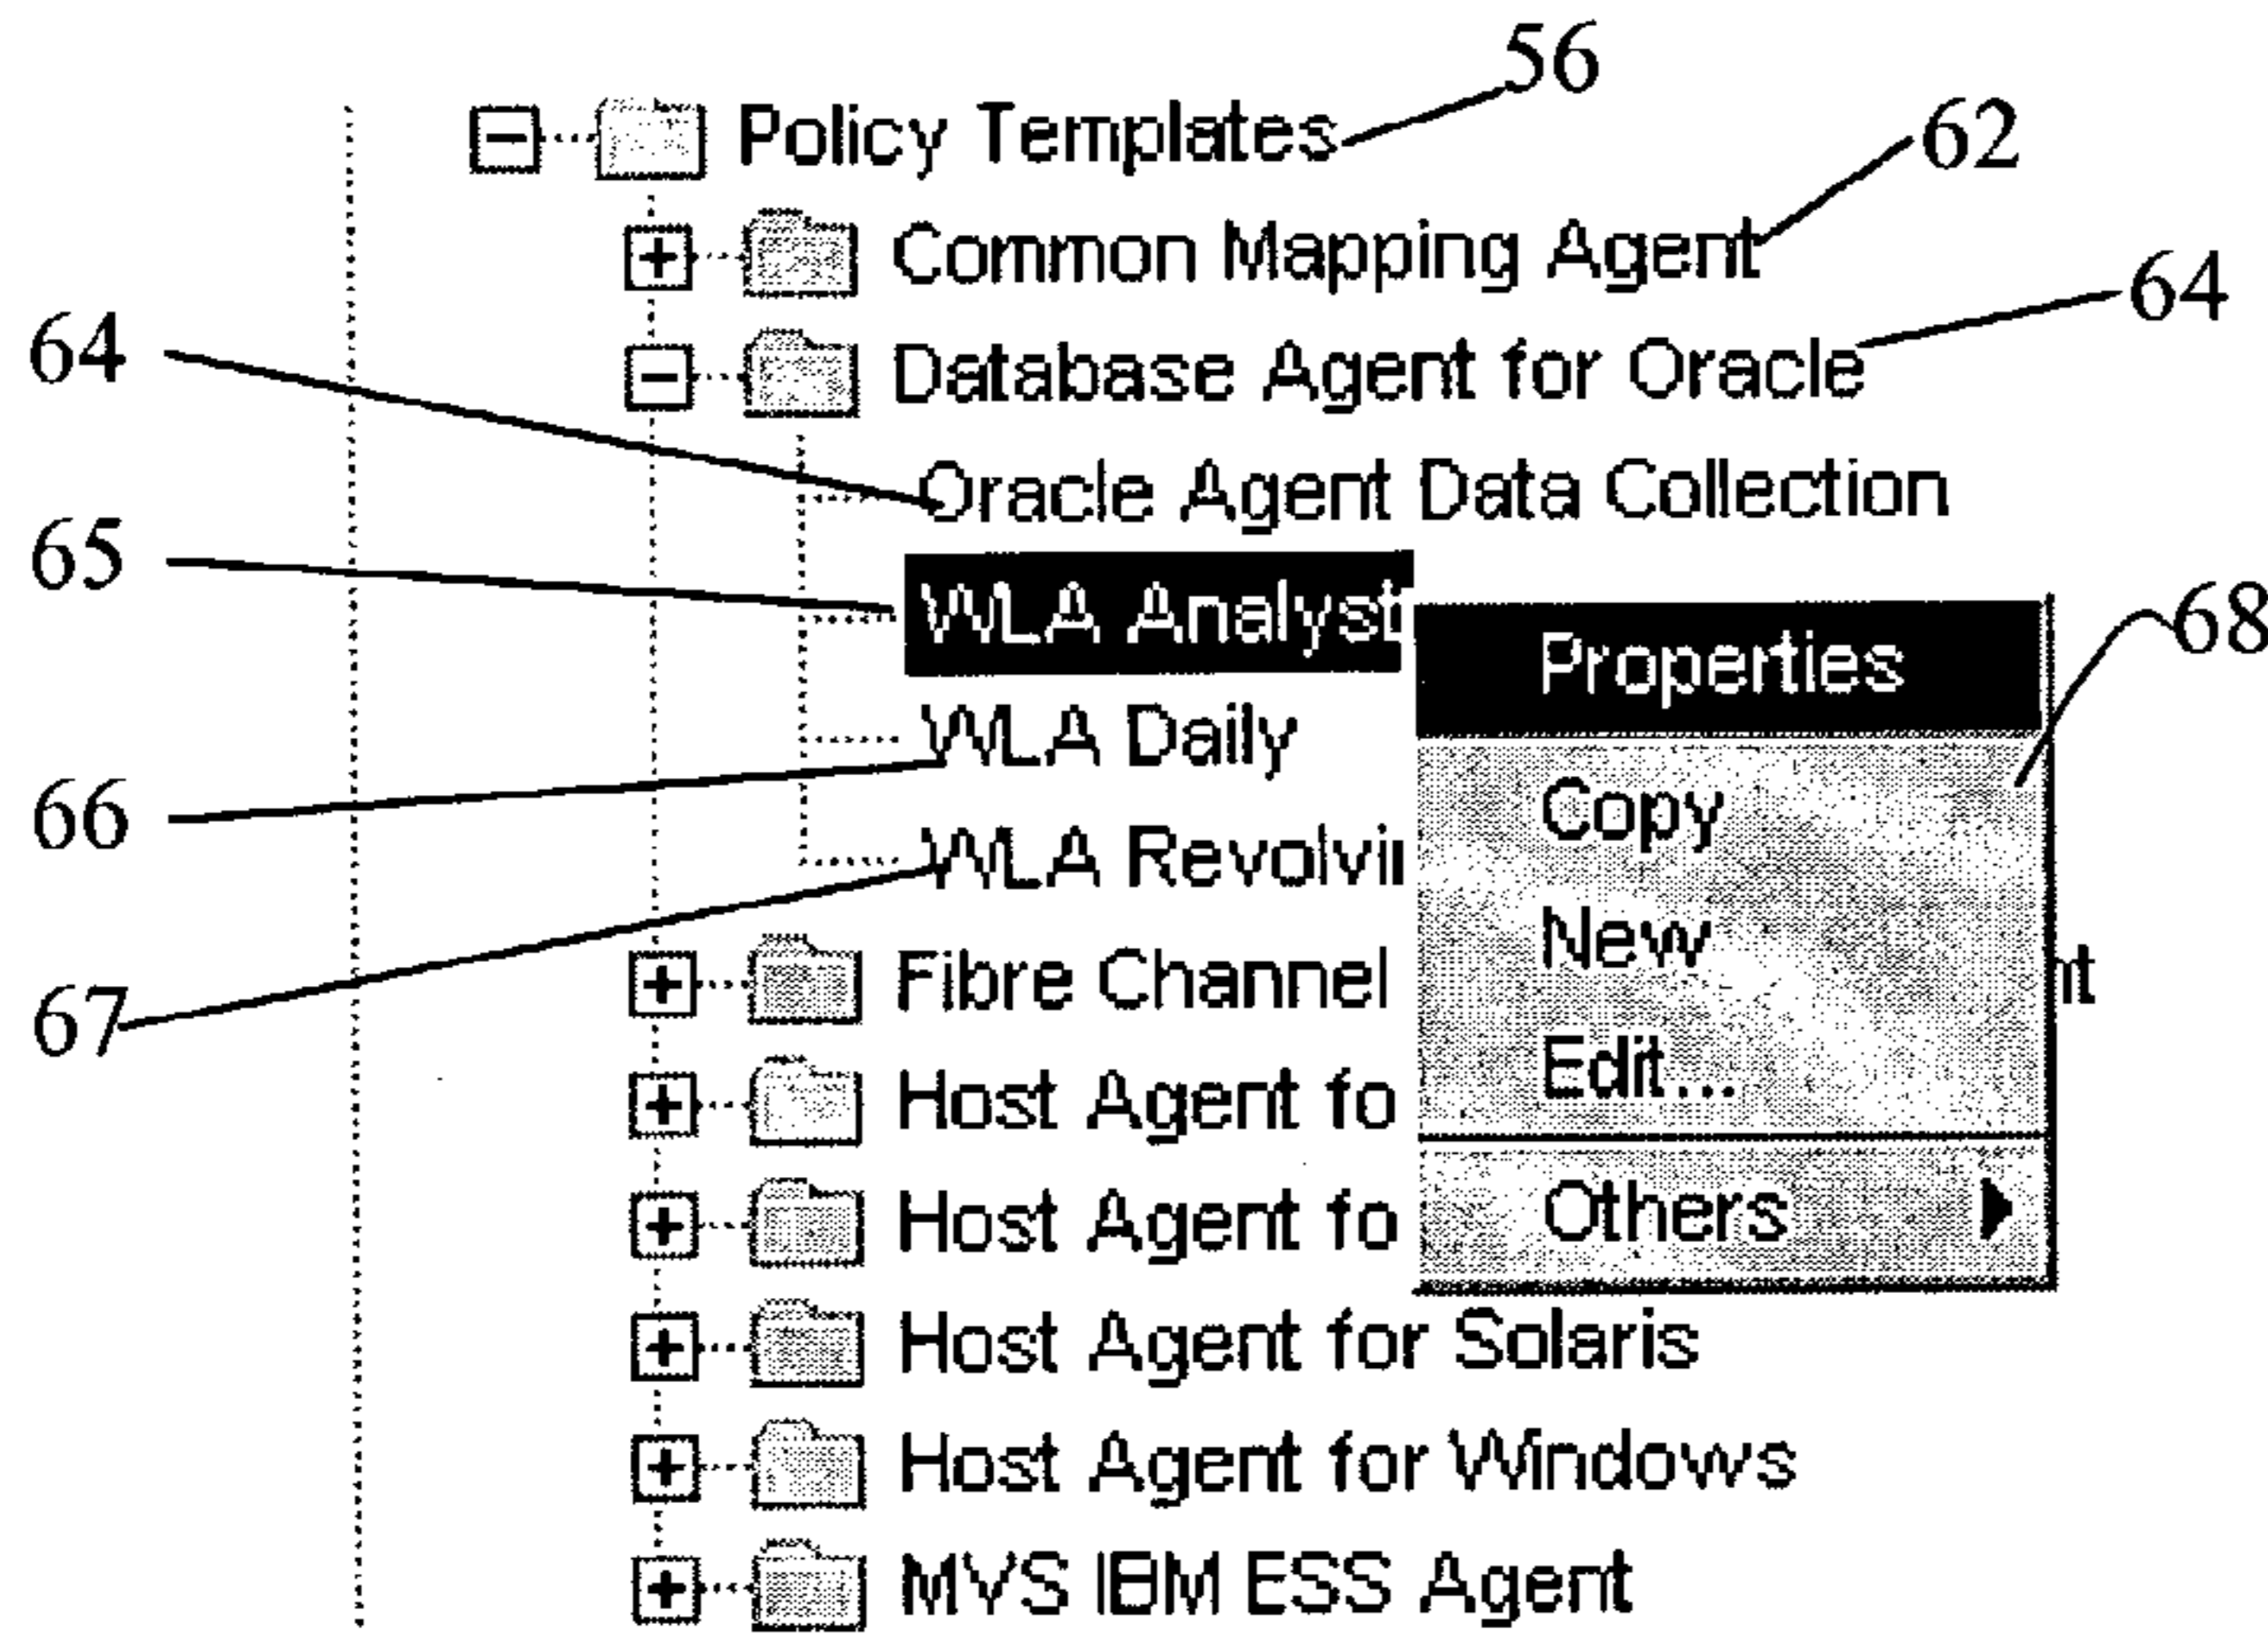 56
Policy Templates
62
Common Mapping Agent
64
64
Database Agent for Oracle
Oracle Agent Data Collection
65
WLA Analyst
68
Properties
66
WLA Daily
Copy
WLA Revolvin
New
67
Fibre Channel
nt
Edit...
Host Agent fo
Host Agent fo
Others
Host Agent for Solaris
Host Agent for Windows
MVS IBM ESS Agent